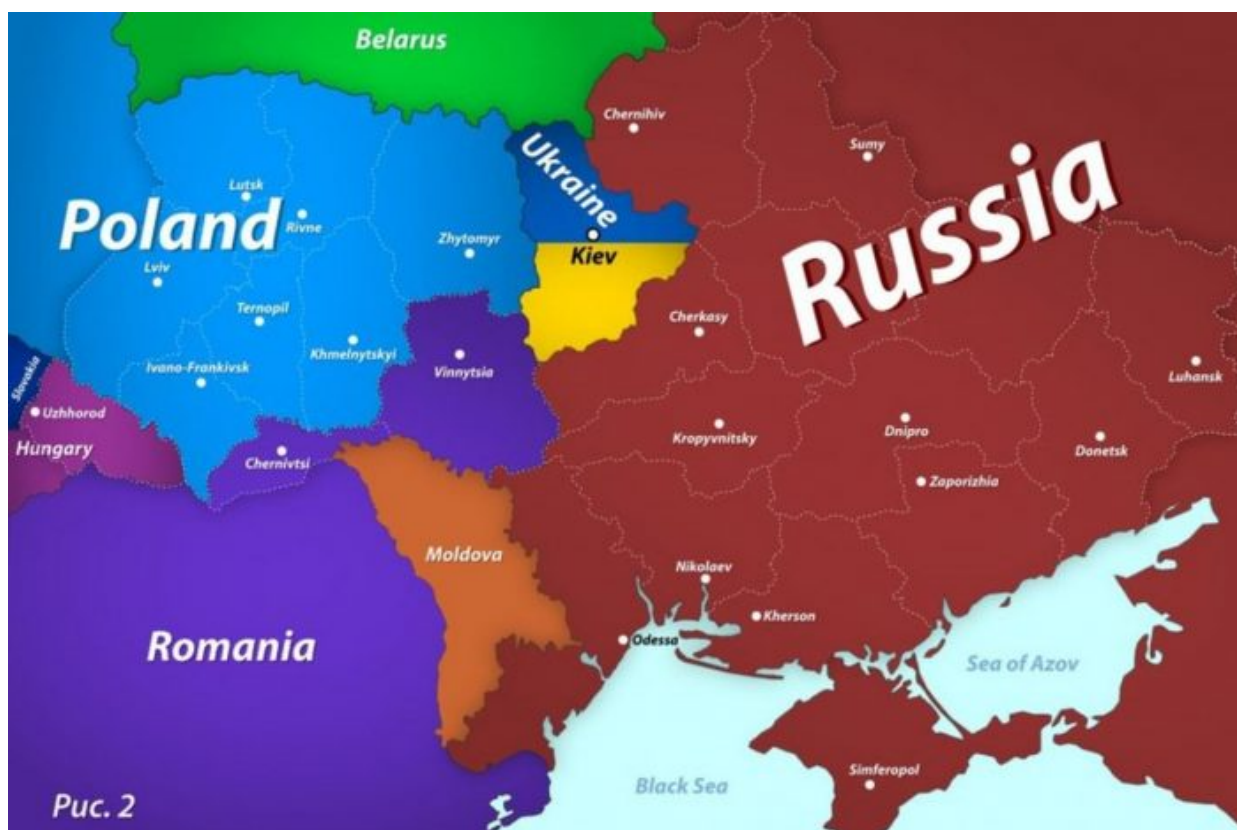 Belarus
Chernihiv
Sumy
Ukraine
Russia
Lutsk
Poland
Rivne
Zhytomyr
Kiev
Lviv
Ternopil
Cherkasy
Khmelnytskyi
Ivano-Frankivsk
Vinnytsia
Luhansk
Slovakia
Uzhhorod
Hungary
Chernivtsi
Kropyvnitsky
Dnipro
Donetsk
Zaporizhia
Moldova
Nikolaev
Kherson
Romania
Odessa
Sea of Azov
Black Sea
Simferopol
Рис. 2